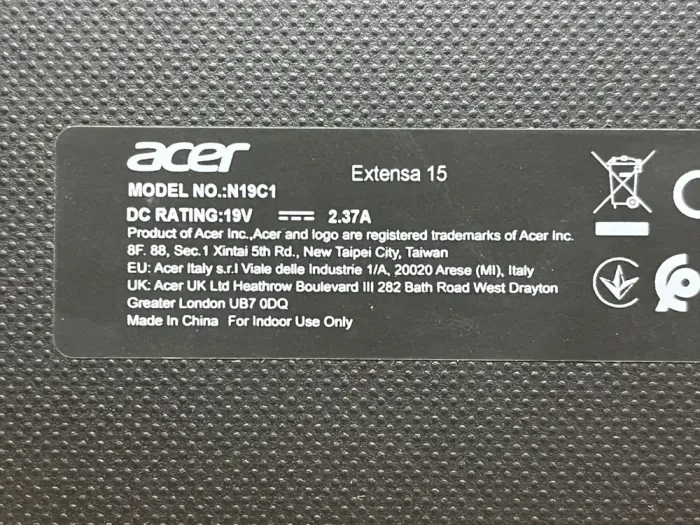 acer
Extensa 15
MODEL NO.:N19C1
DC RATING:19V 2.37A
Product of Acer Inc.,Acer and logo are registered trademarks of Acer Inc.
8F. 88, Sec.1 Xintai 5th Rd., New Taipei City, Taiwan
EU: Acer Italy s.r.l Viale delle Industrie 1/A, 20020 Arese (MI), Italy
UK: Acer UK Ltd Heathrow Boulevard III 282 Bath Road West Drayton
Greater London UB7 0DQ
Made In China For Indoor Use Only